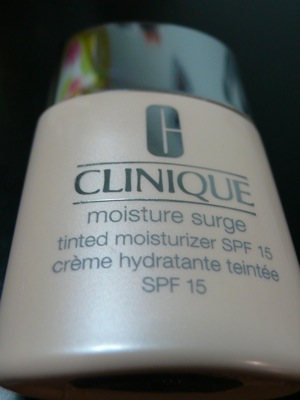 C
CLINIQUE
moisture surge
tinted moisturizer SPF 15
crème hydratante teintée
SPF 15